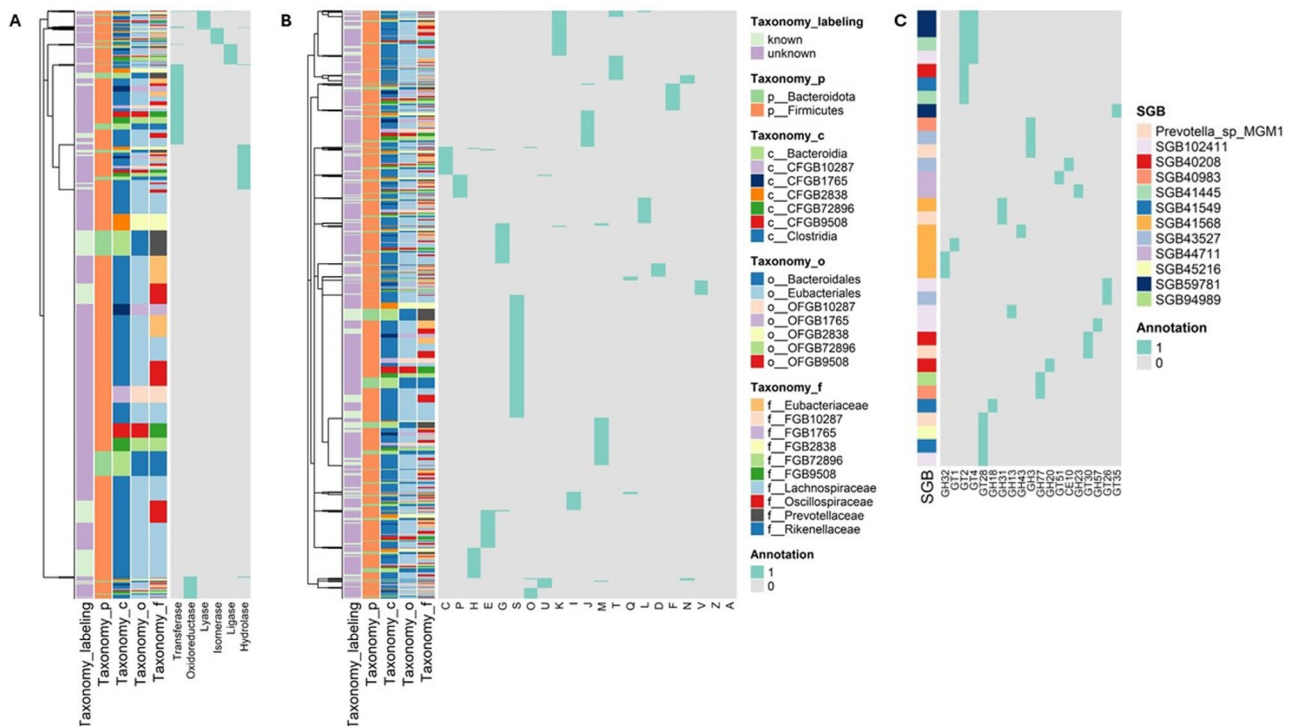 A
B
C
Taxonomy_labeling
Taxonomy_p
Taxonomy_c
Taxonomy_o
Taxonomy_f
Transferase
Oxidoreductase
Lyase
Isomerase
Ligase
Hydrolase
Taxonomy_labeling
Taxonomy_p
Taxonomy_c
Taxonomy_o
Taxonomy_f
C
P
H
E
G
S
O
U
K
I
J
M
T
Q
L
D
F
N
V
Z
A
Taxonomy_labeling
known
unknown
Taxonomy_p
p__Bacteroidota
p__Firmicutes
Taxonomy_c
c__Bacteroidia
c__CFGB10287
c__CFGB1765
c__CFGB2838
c__CFGB72896
c__CFGB9508
c__Clostridia
Taxonomy_o
o__Bacteroidales
o__Eubacteriales
o__OFGB10287
o__OFGB1765
o__OFGB2838
o__OFGB72896
o__OFGB9508
Taxonomy_f
f__Eubacteriaceae
f__FGB10287
f__FGB1765
f__FGB2838
f__FGB72896
f__FGB9508
f__Lachnospiraceae
f__Oscillospiraceae
f__Prevotellaceae
f__Rikenellaceae
Annotation
1
0
SGB
GH32
GT1
GT2
GT4
GT28
GH18
GH31
GH13
GH43
GH3
GH77
GH20
GT51
CE10
GH23
GT30
GH57
GT26
GT35
SGB
Prevotella_sp_MGM1
SGB102411
SGB40208
SGB40983
SGB41445
SGB41549
SGB41568
SGB43527
SGB44711
SGB45216
SGB59781
SGB94989
Annotation
1
0